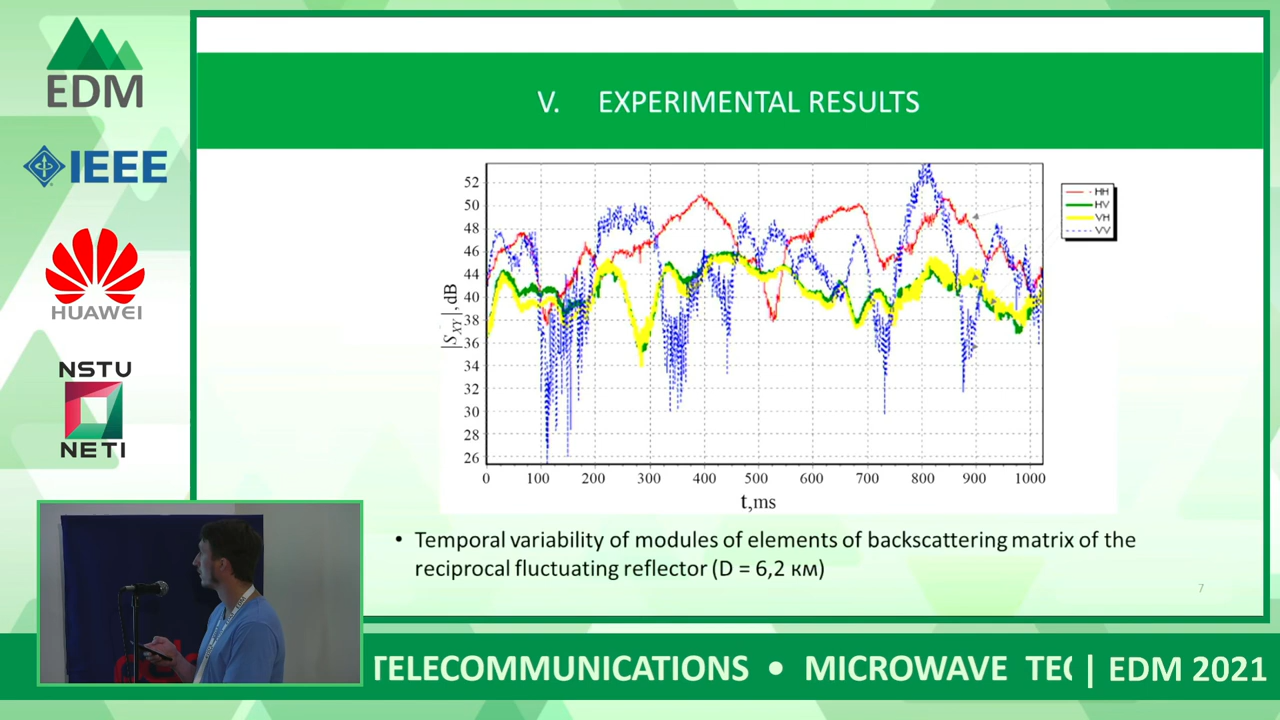 EDM
IEEE
HUAWEI
NSTU
NETI
V. EXPERIMENTAL RESULTS
|S_XY|, dB
52
50
48
46
44
40
38
36
34
32
30
28
26
0 100 200 300 400 500 600 700 800 900 1000
t,ms
HH
HV
VH
VV
• Temporal variability of modules of elements of backscattering matrix of the
reciprocal fluctuating reflector (D = 6,2 км)
7
TELECOMMUNICATIONS • MICROWAVE TEC | EDM 2021